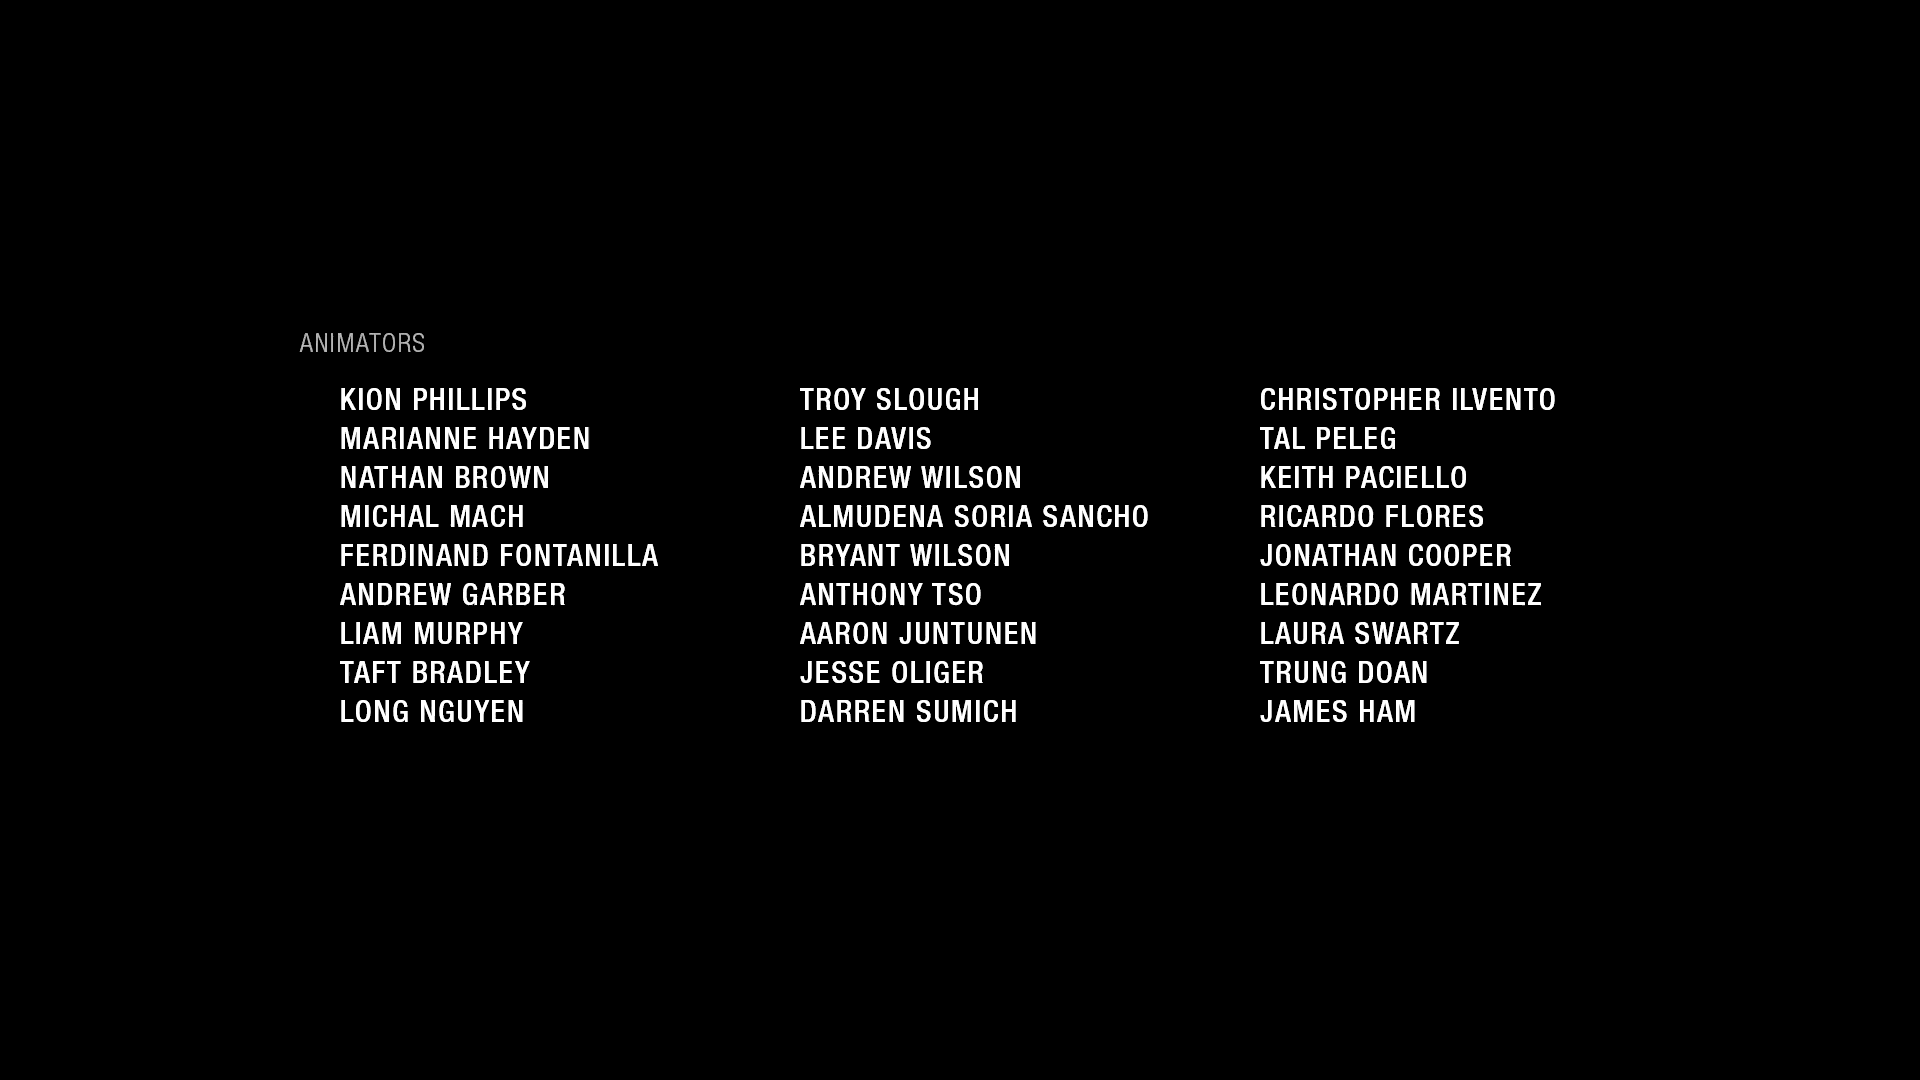 ANIMATORS
KION PHILLIPS
MARIANNE HAYDEN
NATHAN BROWN
MICHAL MACH
FERDINAND FONTANILLA
ANDREW GARBER
LIAM MURPHY
TAFT BRADLEY
LONG NGUYEN
TROY SLOUGH
LEE DAVIS
ANDREW WILSON
ALMUDENA SORIA SANCHO
BRYANT WILSON
ANTHONY TSO
AARON JUNTUNEN
JESSE OLIGER
DARREN SUMICH
CHRISTOPHER ILVENTO
TAL PELEG
KEITH PACIELLO
RICARDO FLORES
JONATHAN COOPER
LEONARDO MARTINEZ
LAURA SWARTZ
TRUNG DOAN
JAMES HAM